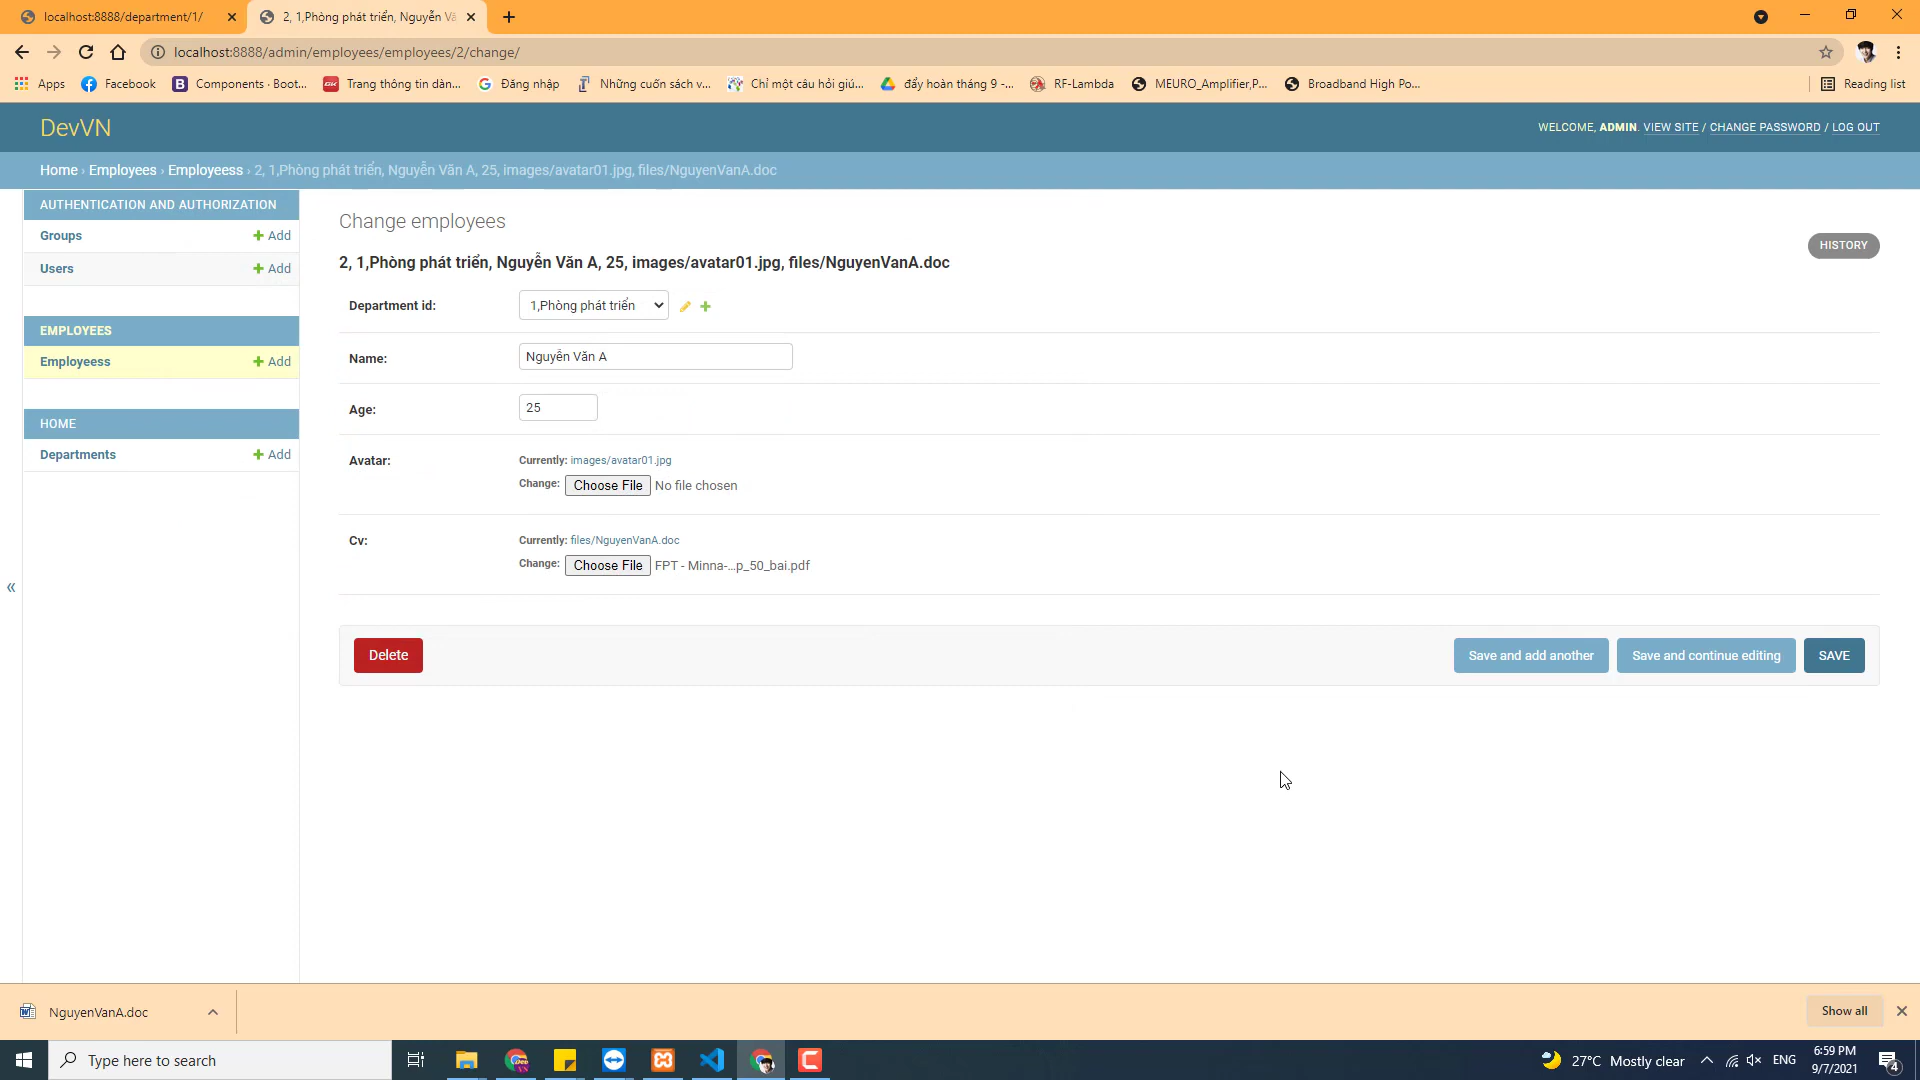 localhost:8888/department/1/
2, 1,Phòng phát triển, Nguyễn Vă
localhost:8888/admin/employees/employees/2/change/
Apps
Facebook
Components · Boot...
Trang thông tin dàn...
Đăng nhập
Những cuốn sách v...
Chỉ một câu hỏi giú...
đẩy hoàn tháng 9 -...
RF-Lambda
MEURO_Amplifier,P...
Broadband High Po...
Reading list
DevVN
WELCOME, ADMIN. VIEW SITE / CHANGE PASSWORD / LOG OUT
Home › Employees › Employeess › 2, 1,Phòng phát triển, Nguyễn Văn A, 25, images/avatar01.jpg, files/NguyenVanA.doc
AUTHENTICATION AND AUTHORIZATION
Groups
Add
Users
Add
EMPLOYEES
Employeess
Add
HOME
Departments
Add
«
Change employees
HISTORY
2, 1,Phòng phát triển, Nguyễn Văn A, 25, images/avatar01.jpg, files/NguyenVanA.doc
Department id:
1,Phòng phát triển
Name:
Nguyễn Văn A
Age:
25
Avatar:
Currently: images/avatar01.jpg
Change: Choose File No file chosen
Cv:
Currently: files/NguyenVanA.doc
Change: Choose File FPT - Minna-...p_50_bai.pdf
Delete
Save and add another
Save and continue editing
SAVE
NguyenVanA.doc
Show all
Type here to search
27°C Mostly clear
ENG
6:59 PM
9/7/2021
4